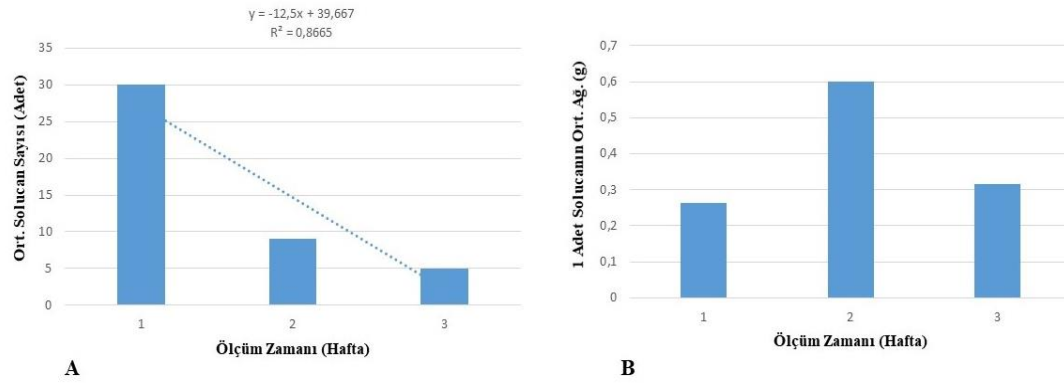 y = -12,5x + 39,667
R² = 0,8665
Ort. Solucan Sayısı (Adet)
35
30
25
20
15
10
5
0
1 2 3
Ölçüm Zamanı (Hafta)
A
1 Adet Solucanın Ort. Ağ. (g)
0,7
0,6
0,5
0,4
0,3
0,2
0,1
0
1 2 3
Ölçüm Zamanı (Hafta)
B